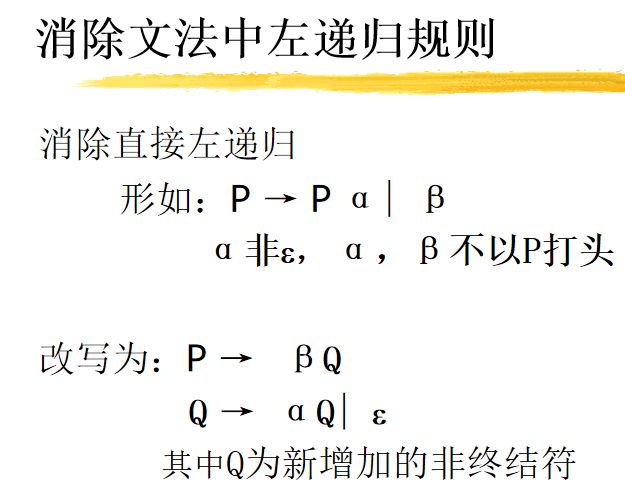 消除文法中左递归规则
消除直接左递归
形如：P → P α | β
α非ε， α ， β不以P打头
改写为：P → βQ
Q → αQ| ε
其中Q为新增加的非终结符